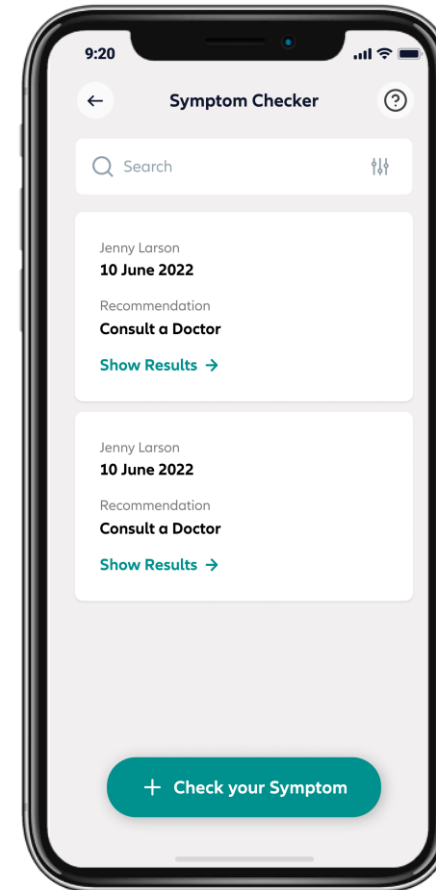 9:20
Symptom Checker
Search
Jenny Larson
10 June 2022
Recommendation
Consult a Doctor
Show Results →
Jenny Larson
10 June 2022
Recommendation
Consult a Doctor
Show Results →
+ Check your Symptom